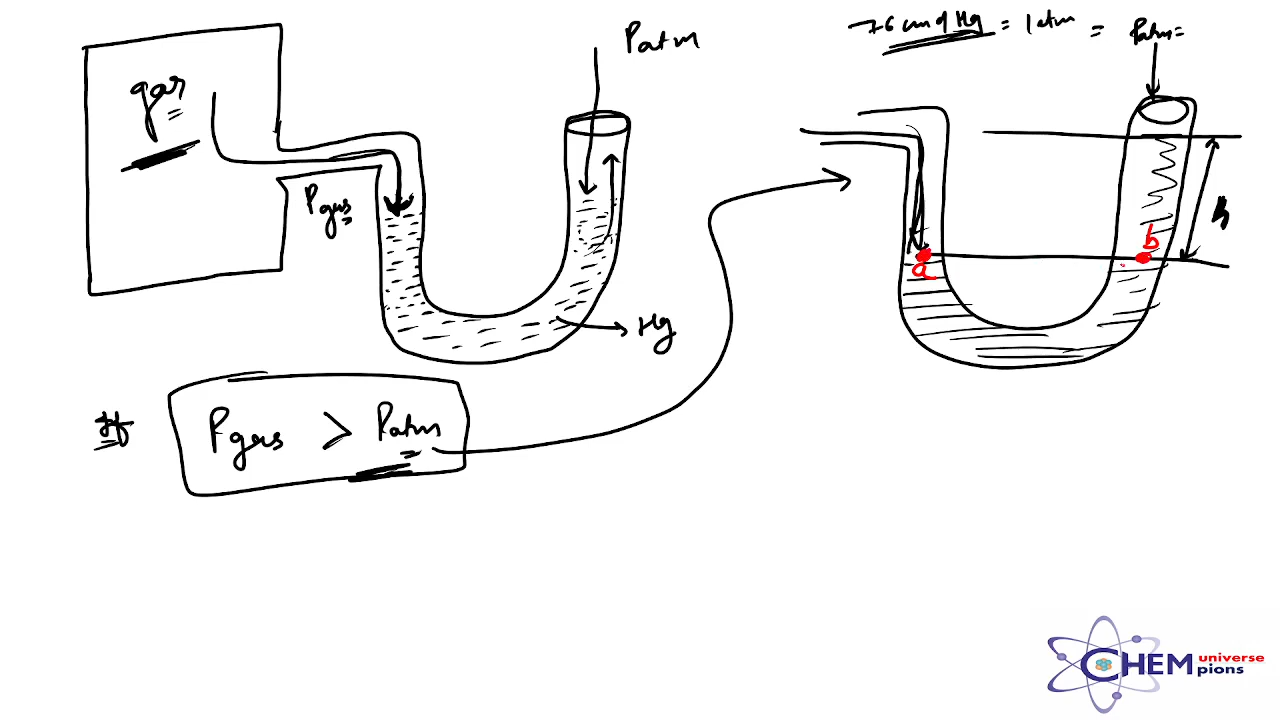 gas
Pgas
Patm
Hg
If
Pgas > Patm
76 cm of Hg = 1 atm = Patm =
h
a
b
CHEM universe
pions